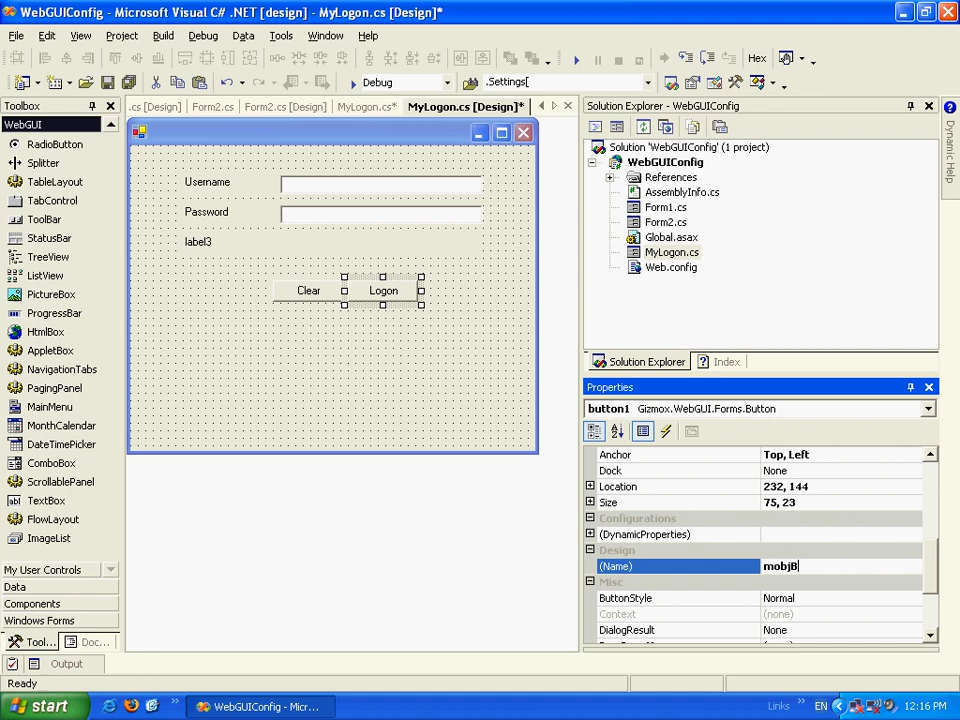 WebGUIConfig - Microsoft Visual C# .NET [design] - MyLogon.cs [Design]*
File Edit View Project Build Debug Data Tools Window Help
Hex
Debug .Settings[
Toolbox
.cs [Design] Form2.cs Form2.cs [Design] MyLogon.cs* MyLogon.cs [Design]*
Solution Explorer - WebGUIConfig
WebGUI
RadioButton
Splitter
TableLayout
TabControl
ToolBar
StatusBar
TreeView
ListView
PictureBox
ProgressBar
HtmlBox
AppletBox
NavigationTabs
PagingPanel
MainMenu
MonthCalendar
DateTimePicker
ComboBox
ScrollablePanel
TextBox
FlowLayout
ImageList
My User Controls
Data
Components
Windows Forms
Tool... Doc...
Output
Username
Password
label3
Clear Logon
Solution 'WebGUIConfig' (1 project)
WebGUIConfig
References
AssemblyInfo.cs
Form1.cs
Form2.cs
Global.asax
MyLogon.cs
Web.config
Solution Explorer Index
Dynamic Help
Properties
button1 Gizmox.WebGUI.Forms.Button
Anchor Top, Left
Dock None
Location 232, 144
Size 75, 23
Configurations
(DynamicProperties)
Design
(Name) mobjB
Misc
ButtonStyle Normal
Context (none)
DialogResult None
Ready
start WebGUIConfig - Micr... Links » EN 12:16 PM